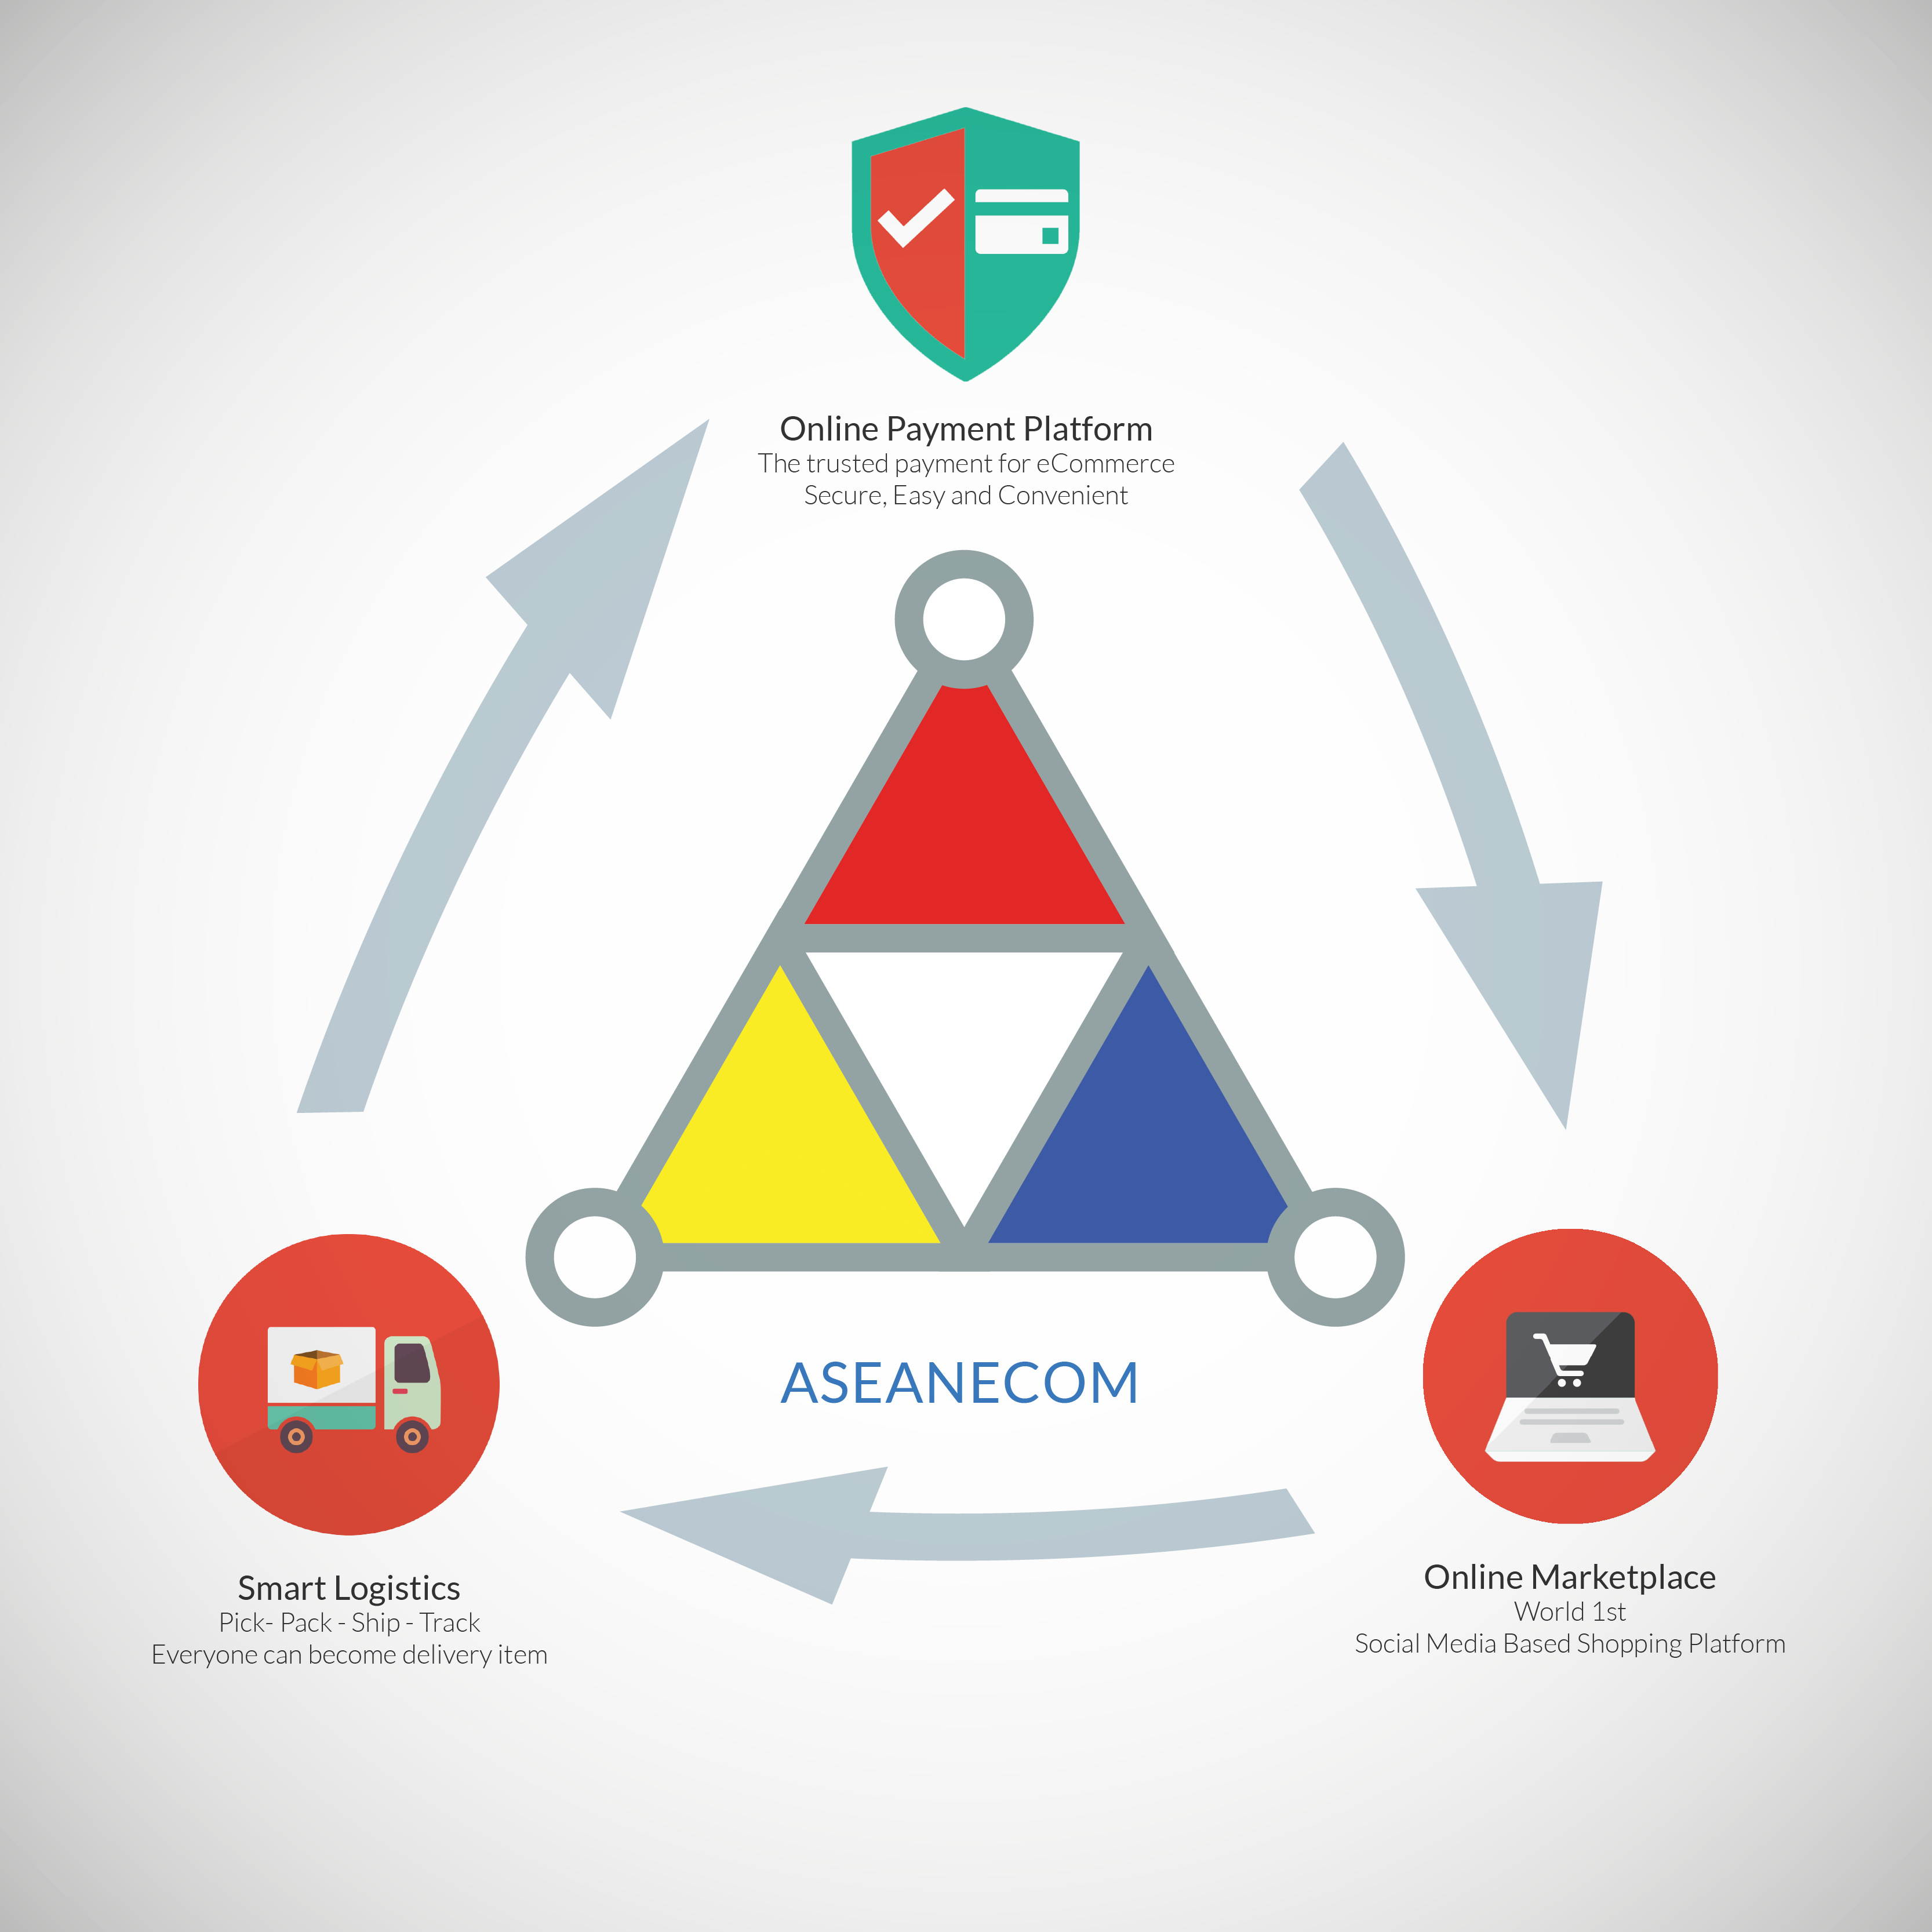 Online Payment Platform
The trusted payment for eCommerce
Secure, Easy and Convenient
ASEANECOM
Smart Logistics
Pick- Pack - Ship - Track
Everyone can become delivery item
Online Marketplace
World 1st
Social Media Based Shopping Platform